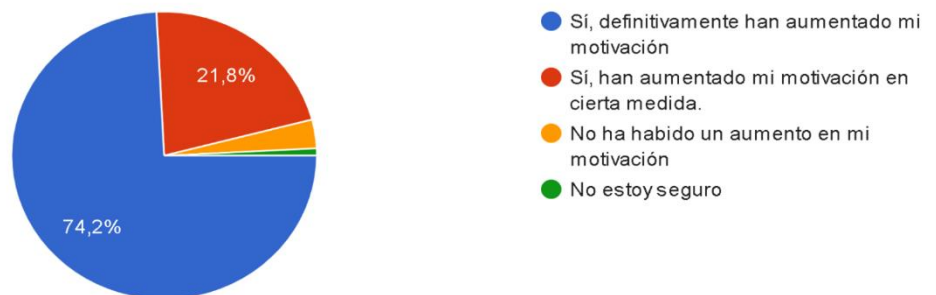 21,8%
74,2%
Sí, definitivamente han aumentado mi
motivación
Sí, han aumentado mi motivación en
cierta medida.
No ha habido un aumento en mi
motivación
No estoy seguro